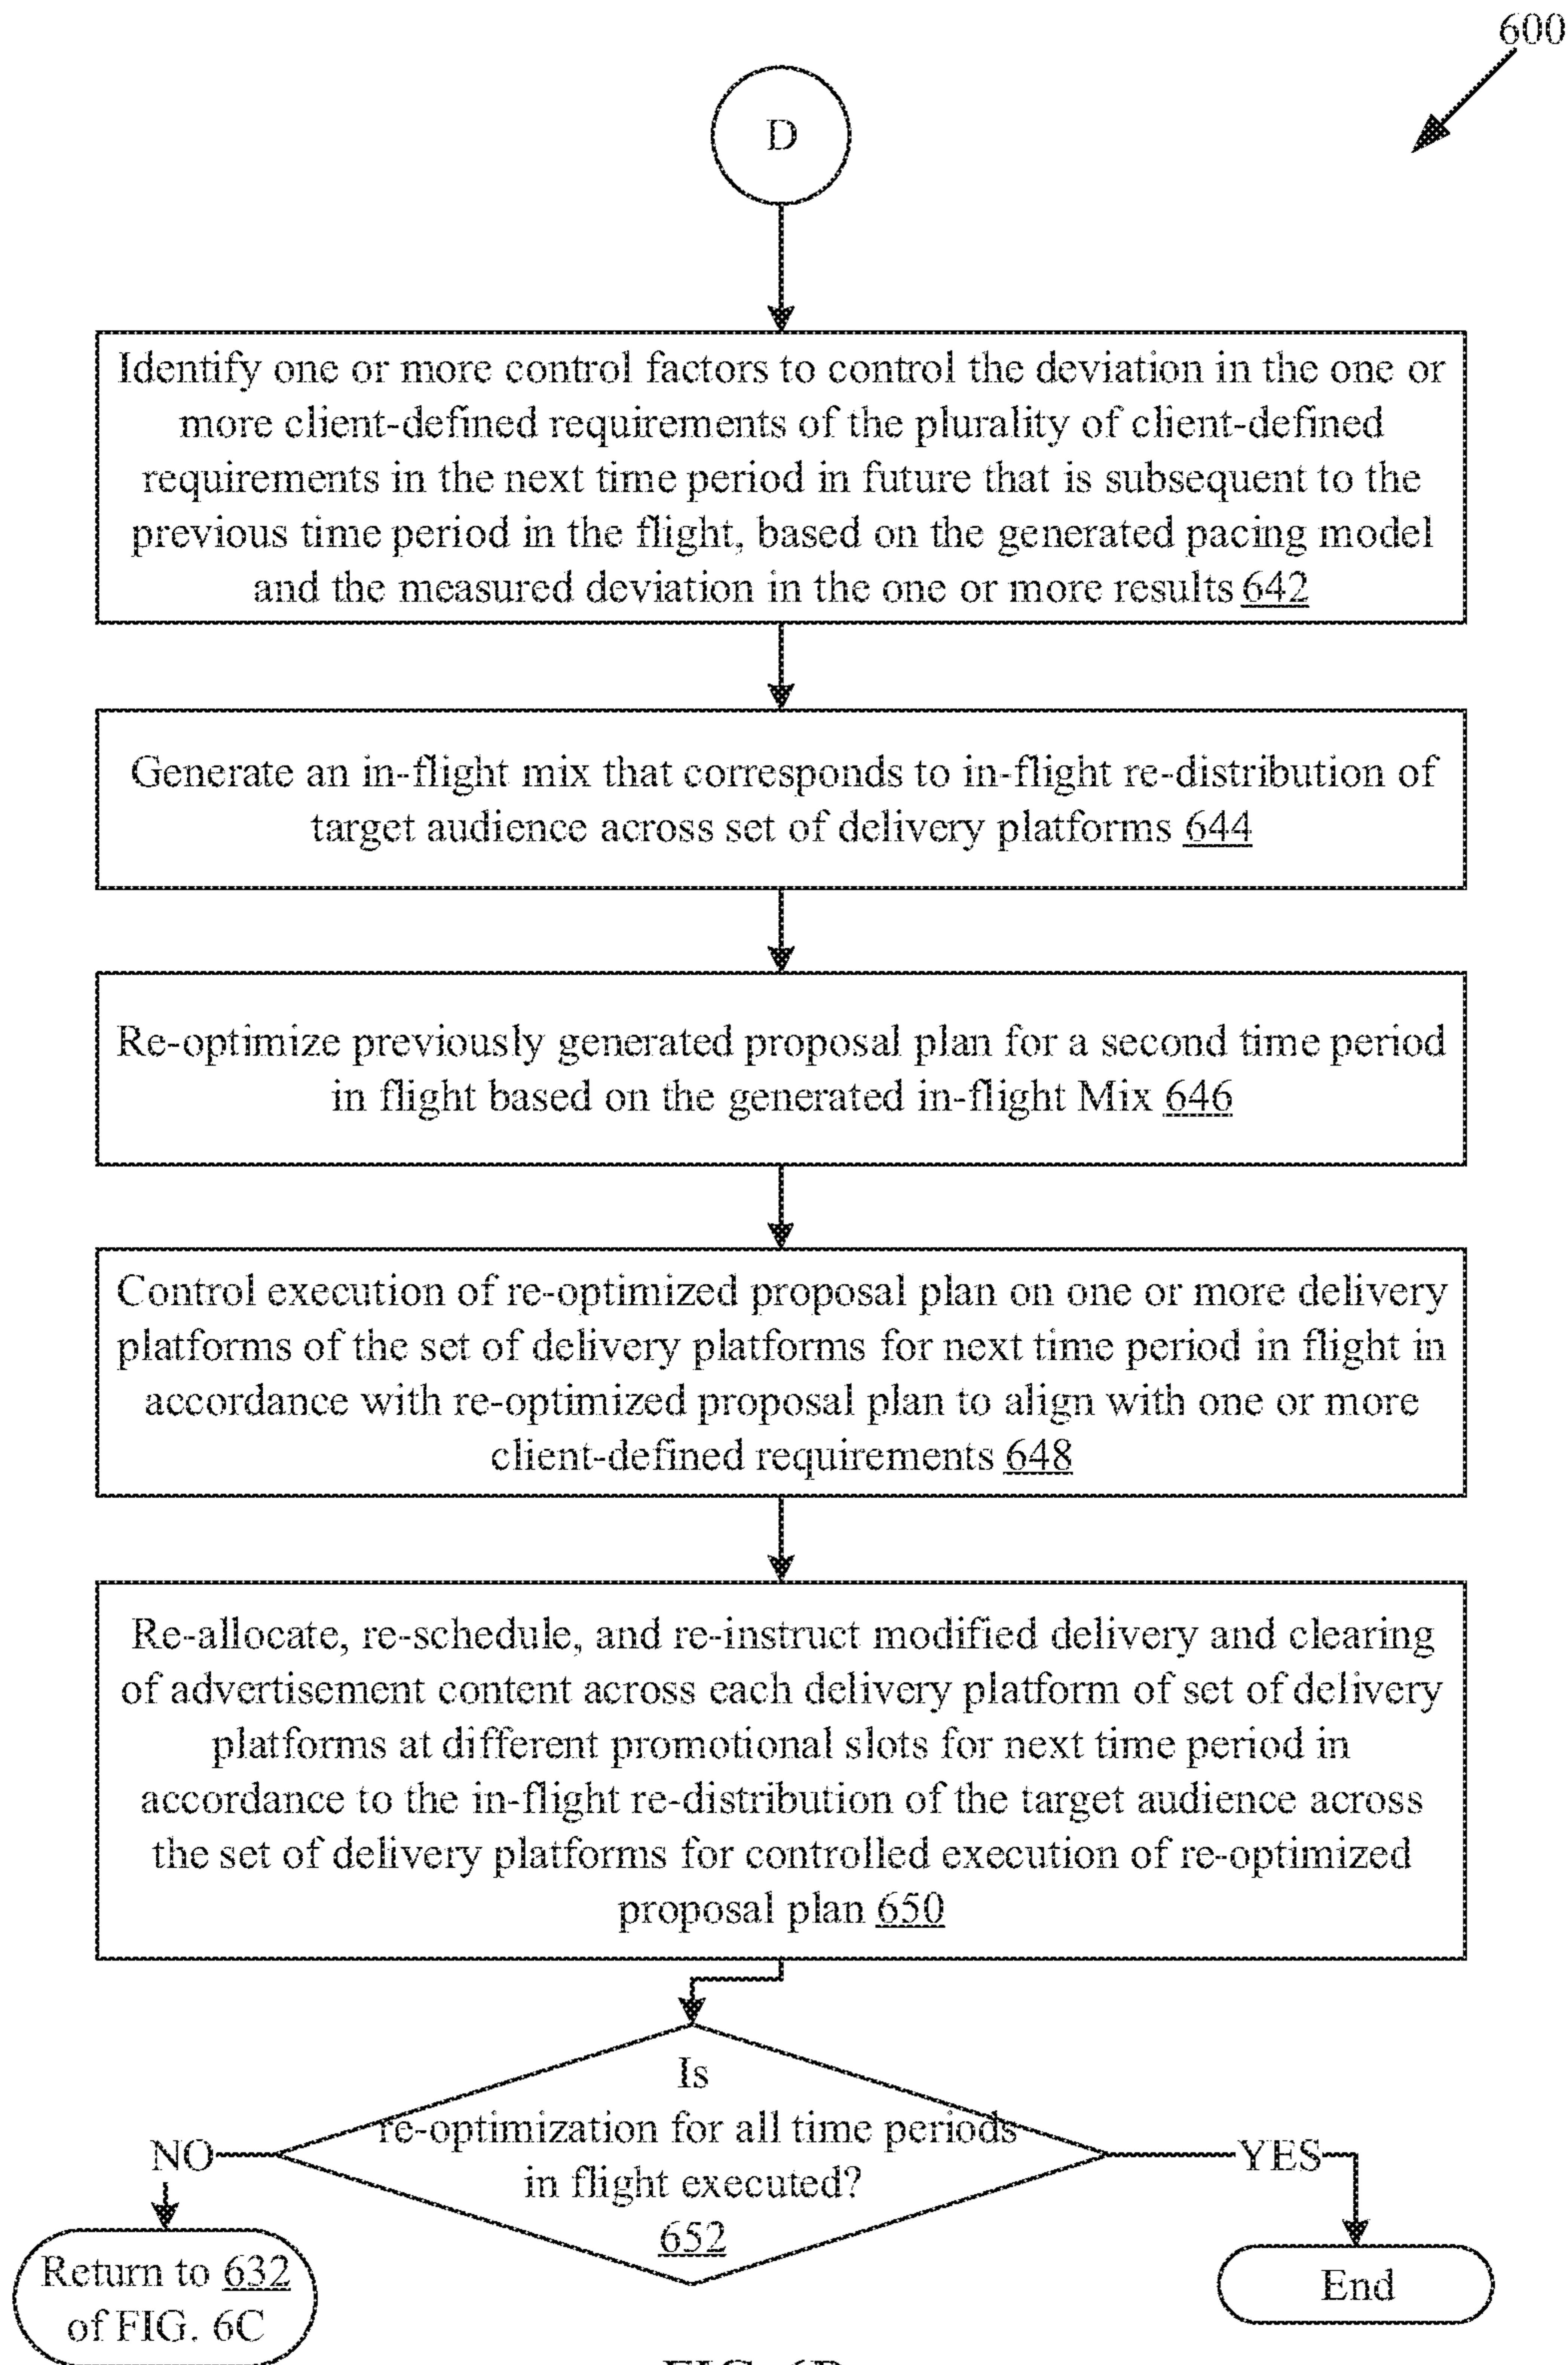 600
D
Identify one or more control factors to control the deviation in the one or
more client-defined requirements of the plurality of client-defined
requirements in the next time period in future that is subsequent to the
previous time period in the flight, based on the generated pacing model
and the measured deviation in the one or more results 642
Generate an in-flight mix that corresponds to in-flight re-distribution of
target audience across set of delivery platforms 644
Re-optimize previously generated proposal plan for a second time period
in flight based on the generated in-flight Mix 646
Control execution of re-optimized proposal plan on one or more delivery
platforms of the set of delivery platforms for next time period in flight in
accordance with re-optimized proposal plan to align with one or more
client-defined requirements 648
Re-allocate, re-schedule, and re-instruct modified delivery and clearing
of advertisement content across each delivery platform of set of delivery
platforms at different promotional slots for next time period in
accordance to the in-flight re-distribution of the target audience across
the set of delivery platforms for controlled execution of re-optimized
proposal plan 650
Is
re-optimization for all time periods
in flight executed?
652
NO
YES
Return to 632
of FIG. 6C
End